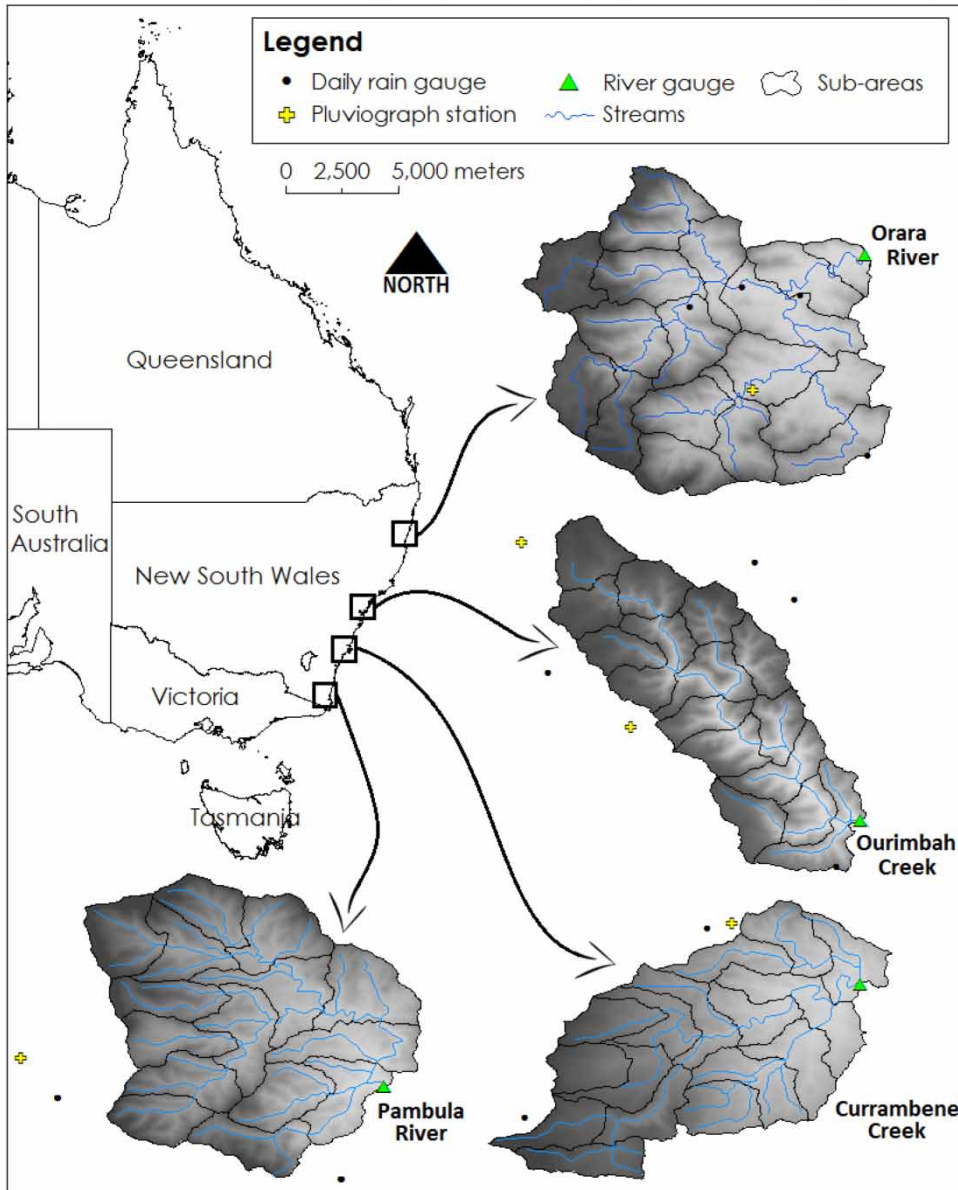 Legend
Daily rain gauge
River gauge
Sub-areas
Pluviograph station
Streams
0 2,500 5,000 meters
NORTH
Orara
River
Queensland
South
Australia
New South Wales
Victoria
Tasmania
Ourimbah
Creek
Pambula
River
Currambene
Creek